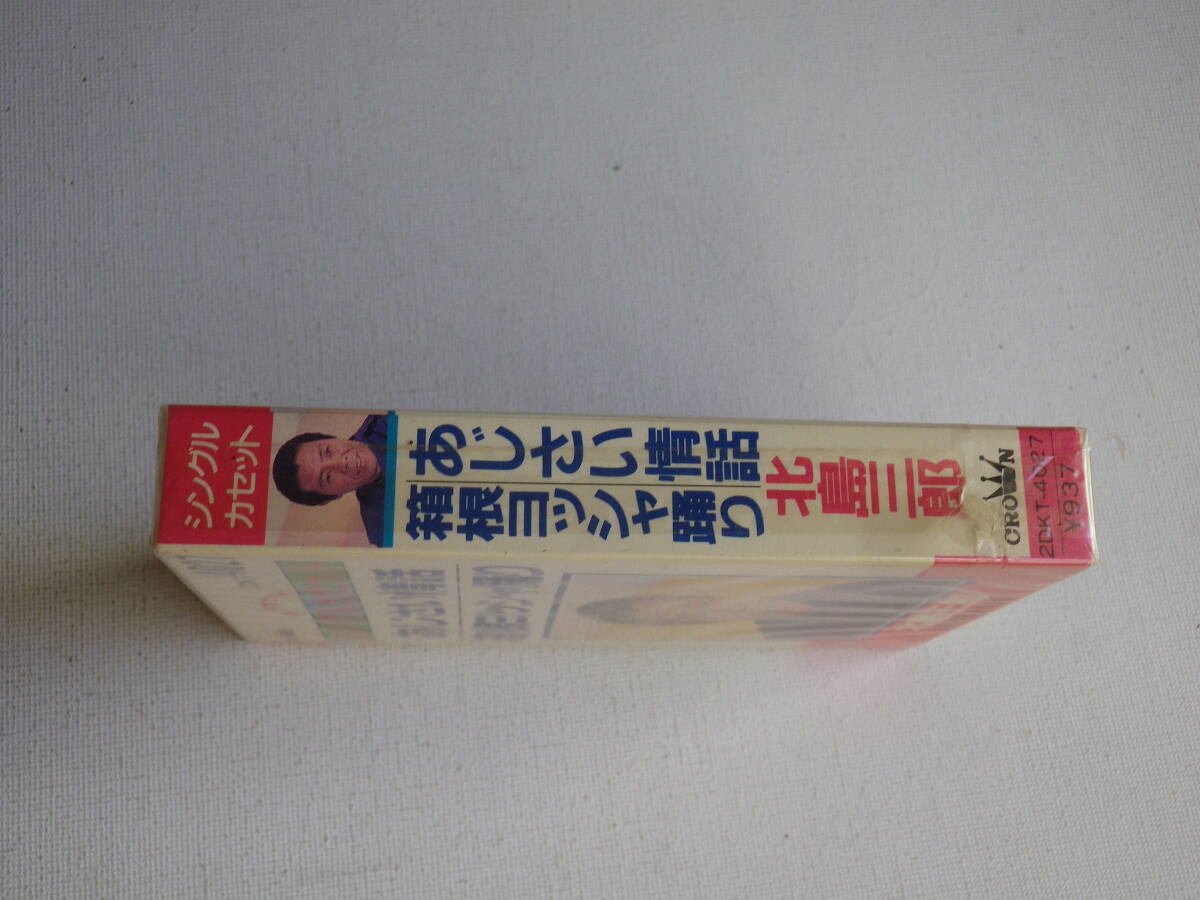 シングル
カセット
あじさい情話
箱根ヨッシャ踊り
北島三郎
CROWN
2DKT-4027
¥937